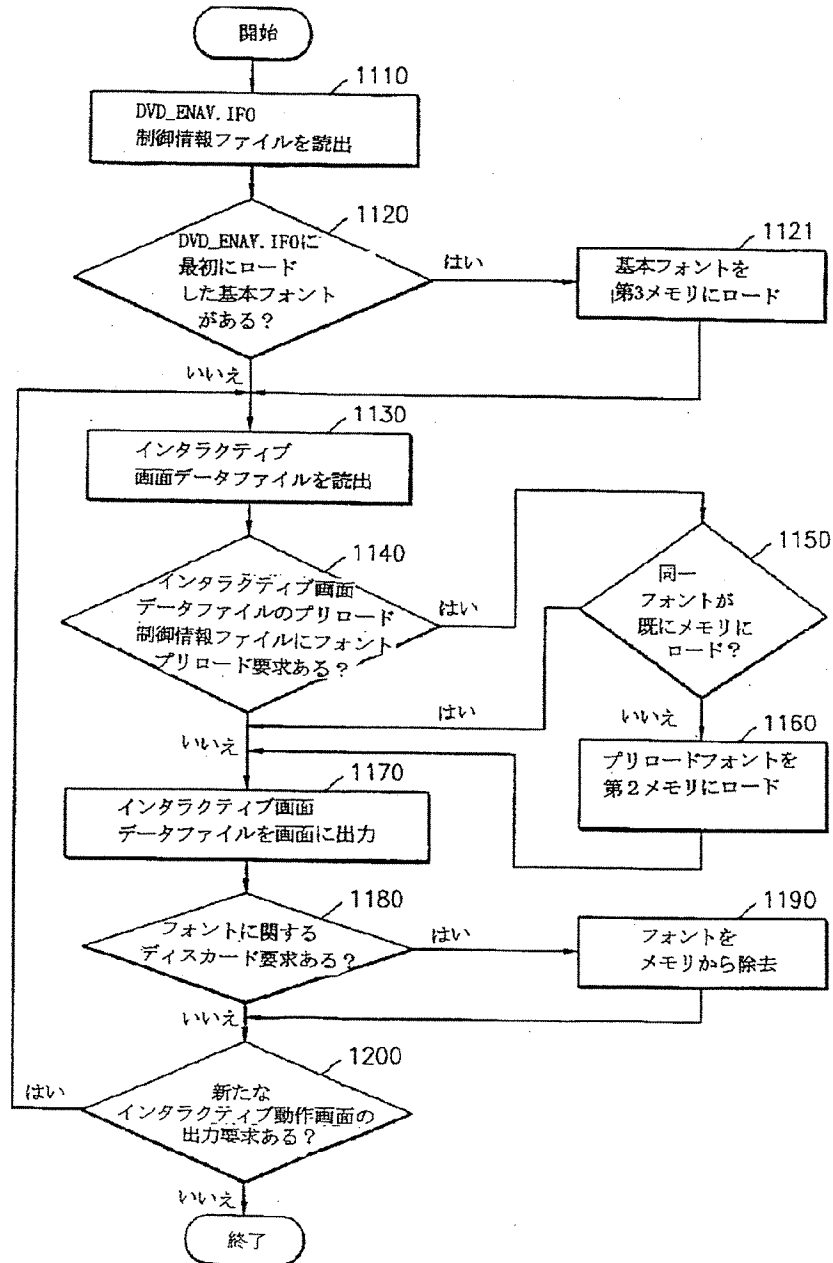 開始
1110
DVD_ENAV.IFO
制御情報ファイルを読出
1120
DVD_ENAV.IFOに
最初にロード
した基本フォント
がある?
はい
1121
基本フォントを
第3メモリにロード
いいえ
1130
インタラクティブ
画面データファイルを読出
1140
インタラクティブ画面
データファイルのプリロード
制御情報ファイルにフォント
プリロード要求ある?
はい
1150
同一
フォントが
既にメモリに
ロード?
はい
いいえ
いいえ
1160
プリロードフォントを
第2メモリにロード
1170
インタラクティブ画面
データファイルを画面に出力
1180
フォントに関する
ディスカード要求ある?
はい
1190
フォントを
メモリから除去
いいえ
1200
新たな
インタラクティブ動作画面の
出力要求ある?
はい
いいえ
終了